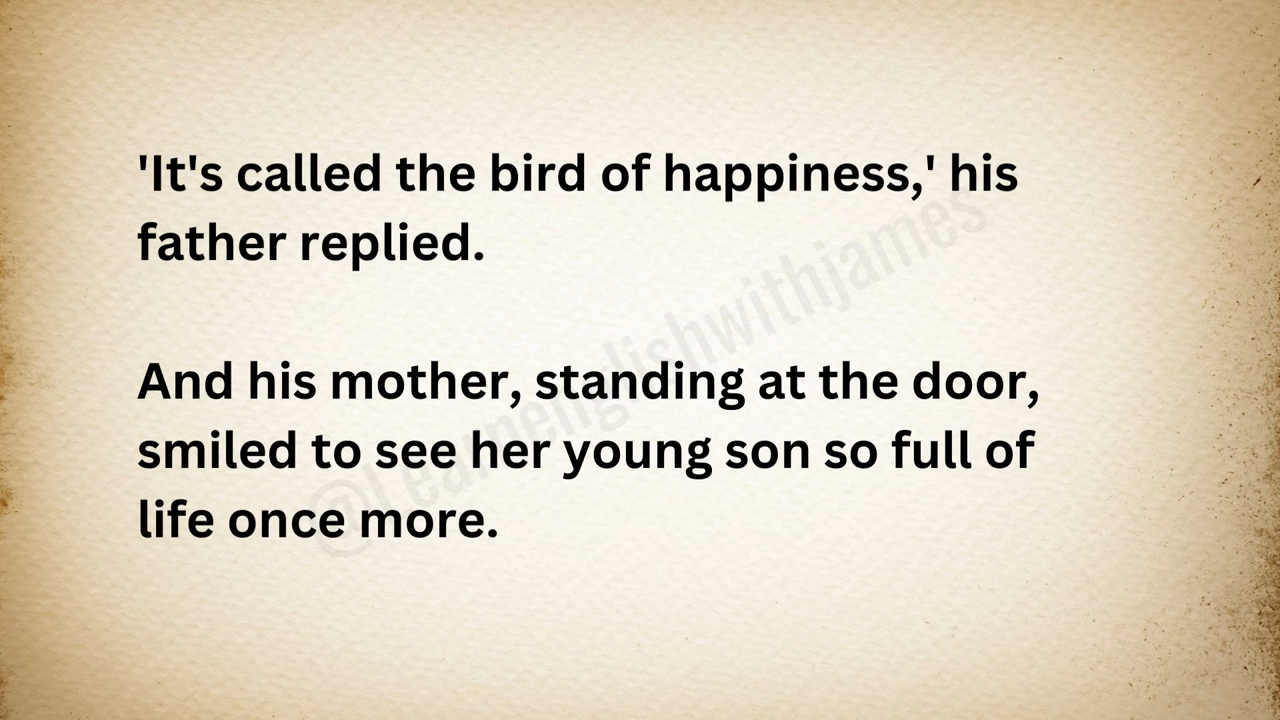 'It's called the bird of happiness,' his
father replied.
And his mother, standing at the door,
smiled to see her young son so full of
life once more.
@Learnenglishwithjames